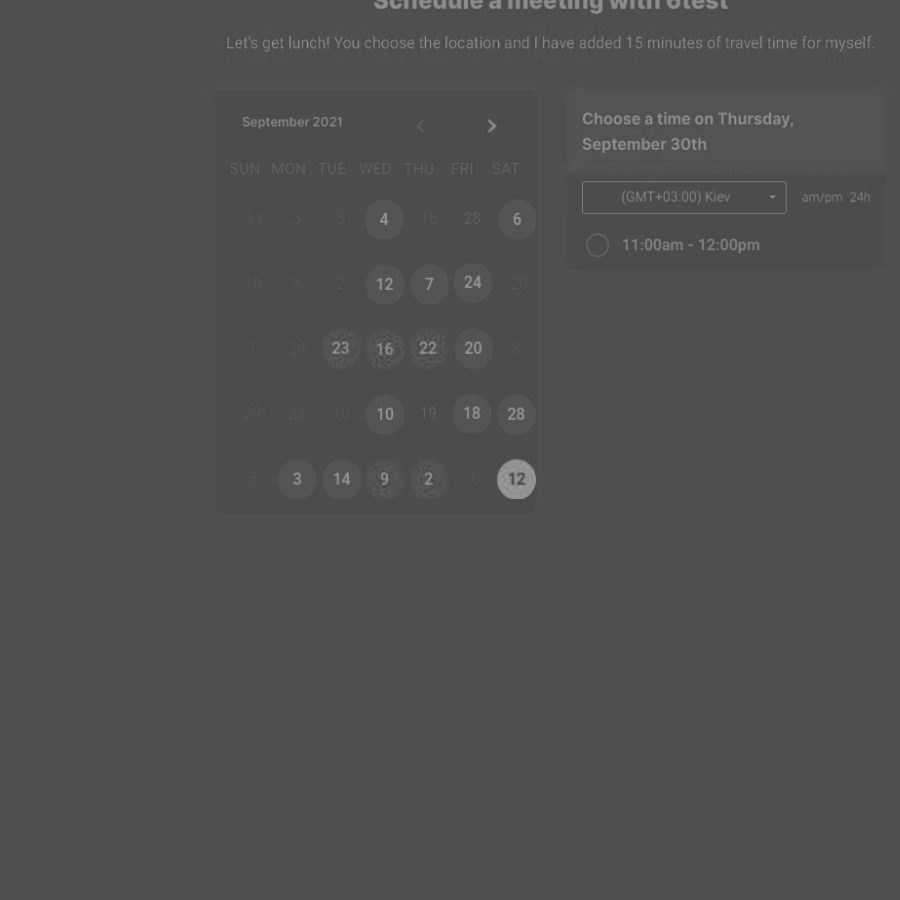 Schedule a meeting with 6test
Let's get lunch! You choose the location and I have added 15 minutes of travel time for myself.
September 2021
SUN MON TUE WED THU FRI SAT
11 3 3 4 16 28 6
16 8 2 12 7 24 20
1 24 23 16 22 20 8
29 23 16 10 19 18 28
3 3 14 9 2 6 12
Choose a time on Thursday,
September 30th
(GMT+03:00) Kiev am/pm 24h
11:00am - 12:00pm